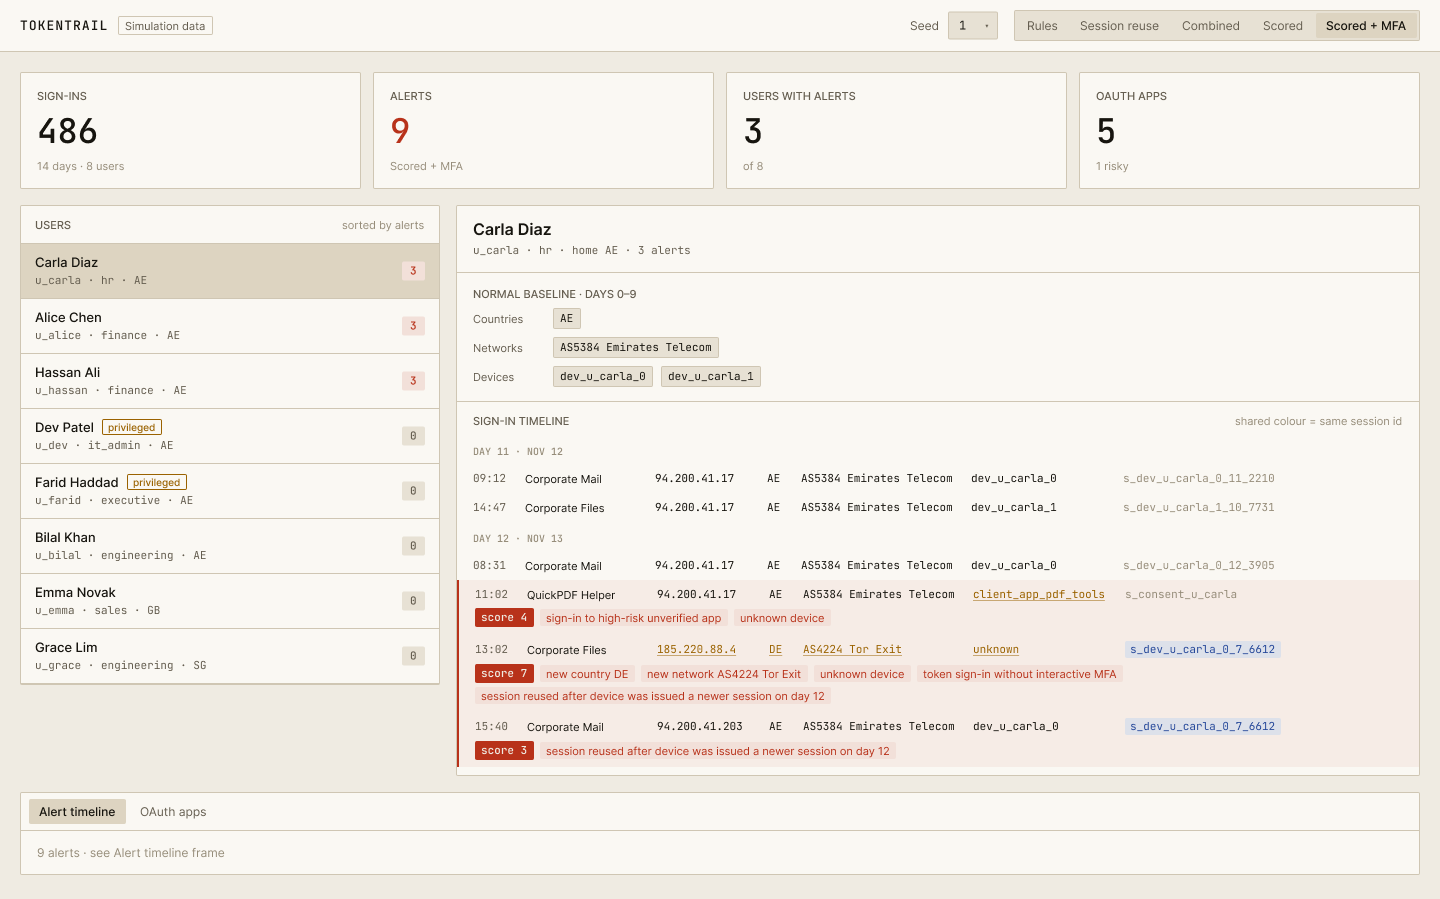 TOKENTRAIL Simulation data Seed 1 Rules Session reuse Combined Scored Scored + MFA
SIGN-INS
486
14 days · 8 users
ALERTS
9
Scored + MFA
USERS WITH ALERTS
3
of 8
OAUTH APPS
5
1 risky
USERS sorted by alerts
Carla Diaz
u_carla · hr · AE 3
Alice Chen
u_alice · finance · AE 3
Hassan Ali
u_hassan · finance · AE 3
Dev Patel privileged
u_dev · it_admin · AE 0
Farid Haddad privileged
u_farid · executive · AE 0
Bilal Khan
u_bilal · engineering · AE 0
Emma Novak
u_emma · sales · GB 0
Grace Lim
u_grace · engineering · SG 0
Carla Diaz
u_carla · hr · home AE · 3 alerts
NORMAL BASELINE · DAYS 0–9
Countries AE
Networks AS5384 Emirates Telecom
Devices dev_u_carla_0 dev_u_carla_1
SIGN-IN TIMELINE shared colour = same session id
DAY 11 · NOV 12
09:12 Corporate Mail 94.200.41.17 AE AS5384 Emirates Telecom dev_u_carla_0 s_dev_u_carla_0_11_2210
14:47 Corporate Files 94.200.41.17 AE AS5384 Emirates Telecom dev_u_carla_1 s_dev_u_carla_1_10_7731
DAY 12 · NOV 13
08:31 Corporate Mail 94.200.41.17 AE AS5384 Emirates Telecom dev_u_carla_0 s_dev_u_carla_0_12_3905
11:02 QuickPDF Helper 94.200.41.17 AE AS5384 Emirates Telecom client_app_pdf_tools s_consent_u_carla
score 4 sign-in to high-risk unverified app unknown device
13:02 Corporate Files 185.220.88.4 DE AS4224 Tor Exit unknown s_dev_u_carla_0_7_6612
score 7 new country DE new network AS4224 Tor Exit unknown device token sign-in without interactive MFA
session reused after device was issued a newer session on day 12
15:40 Corporate Mail 94.200.41.203 AE AS5384 Emirates Telecom dev_u_carla_0 s_dev_u_carla_0_7_6612
score 3 session reused after device was issued a newer session on day 12
Alert timeline OAuth apps
9 alerts · see Alert timeline frame